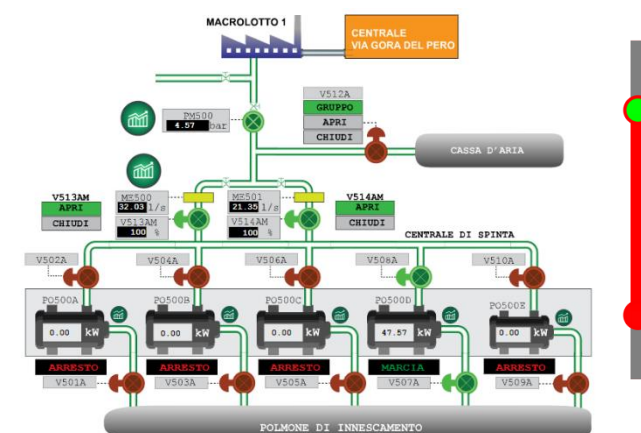 MACROLOTTO 1
CENTRALE
VIA GORA DEL PERO
V512A
GRUPPO
APRI
CHIUDI
PM500
4.57 bar
CASSA D'ARIA
V513AM
APRI
CHIUDI
ME500
32.03 l/s
V513AM
100 %
ME501
21.35 l/s
V514AM
100 %
V514AM
APRI
CHIUDI
CENTRALE DI SPINTA
V502A
V504A
V506A
V508A
V510A
PO500A
PO500B
PO500C
PO500D
PO500E
0.00 kW
0.00 kW
0.00 kW
47.57 kW
0.00 kW
ARRESTO
ARRESTO
ARRESTO
MARCIA
ARRESTO
V501A
V503A
V505A
V507A
V509A
POLMONE DI INNESCAMENTO